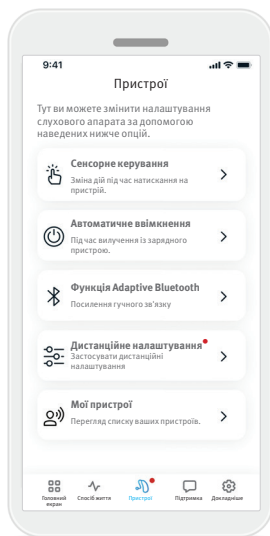 9:41
Пристрої
Тут ви можете змінити налаштування
слухового апарата за допомогою
наведених нижче опцій.
Сенсорне керування
Зміна дій під час натискання на
пристрій.
Автоматичне ввімкнення
Під час вилучення із зарядного
пристрою.
Функція Adaptive Bluetooth
Посилення гучного зв'язку
Дистанційне налаштування
Застосувати дистанційні
налаштування
Мої пристрої
Перегляд списку ваших пристроїв.
Головний
екран
Спосіб життя
Пристрої
Підтримка
Докладніше